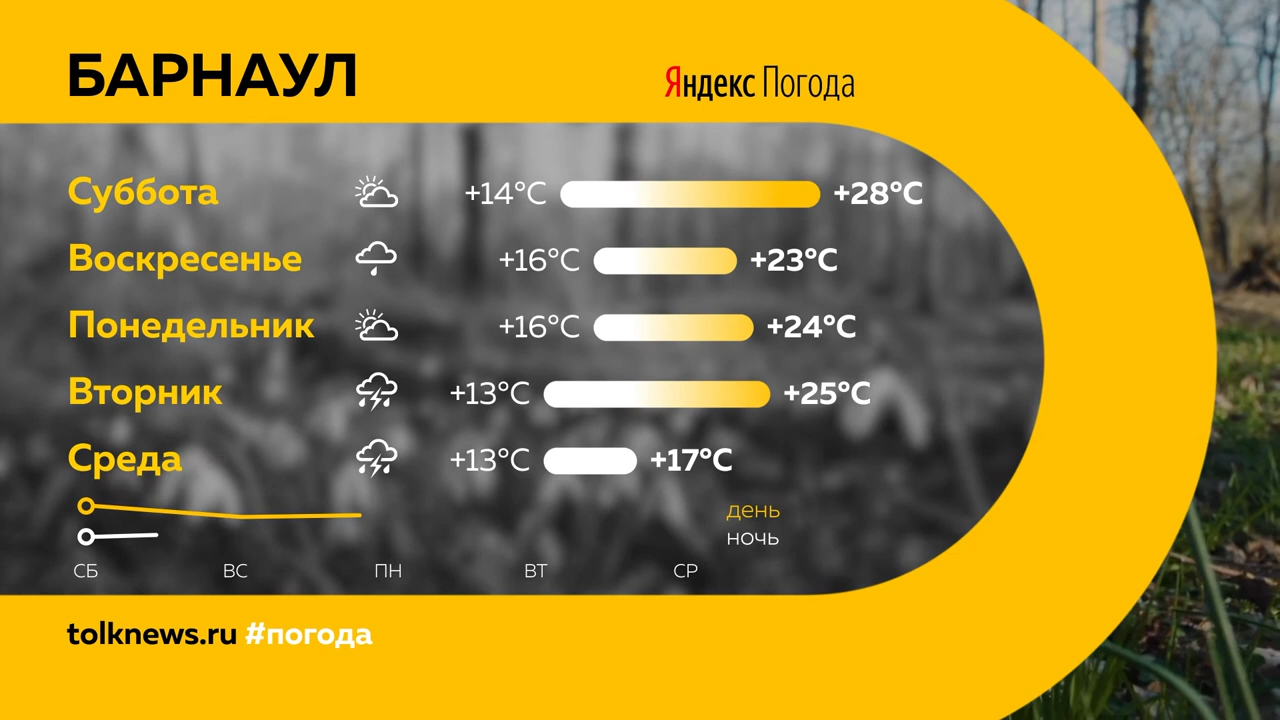 БАРНАУЛ
Яндекс Погода
Суббота +14°C +28°C
Воскресенье +16°C +23°C
Понедельник +16°C +24°C
Вторник +13°C +25°C
Среда +13°C +17°C
день
ночь
СБ ВС ПН ВТ СР
tolknews.ru #погода